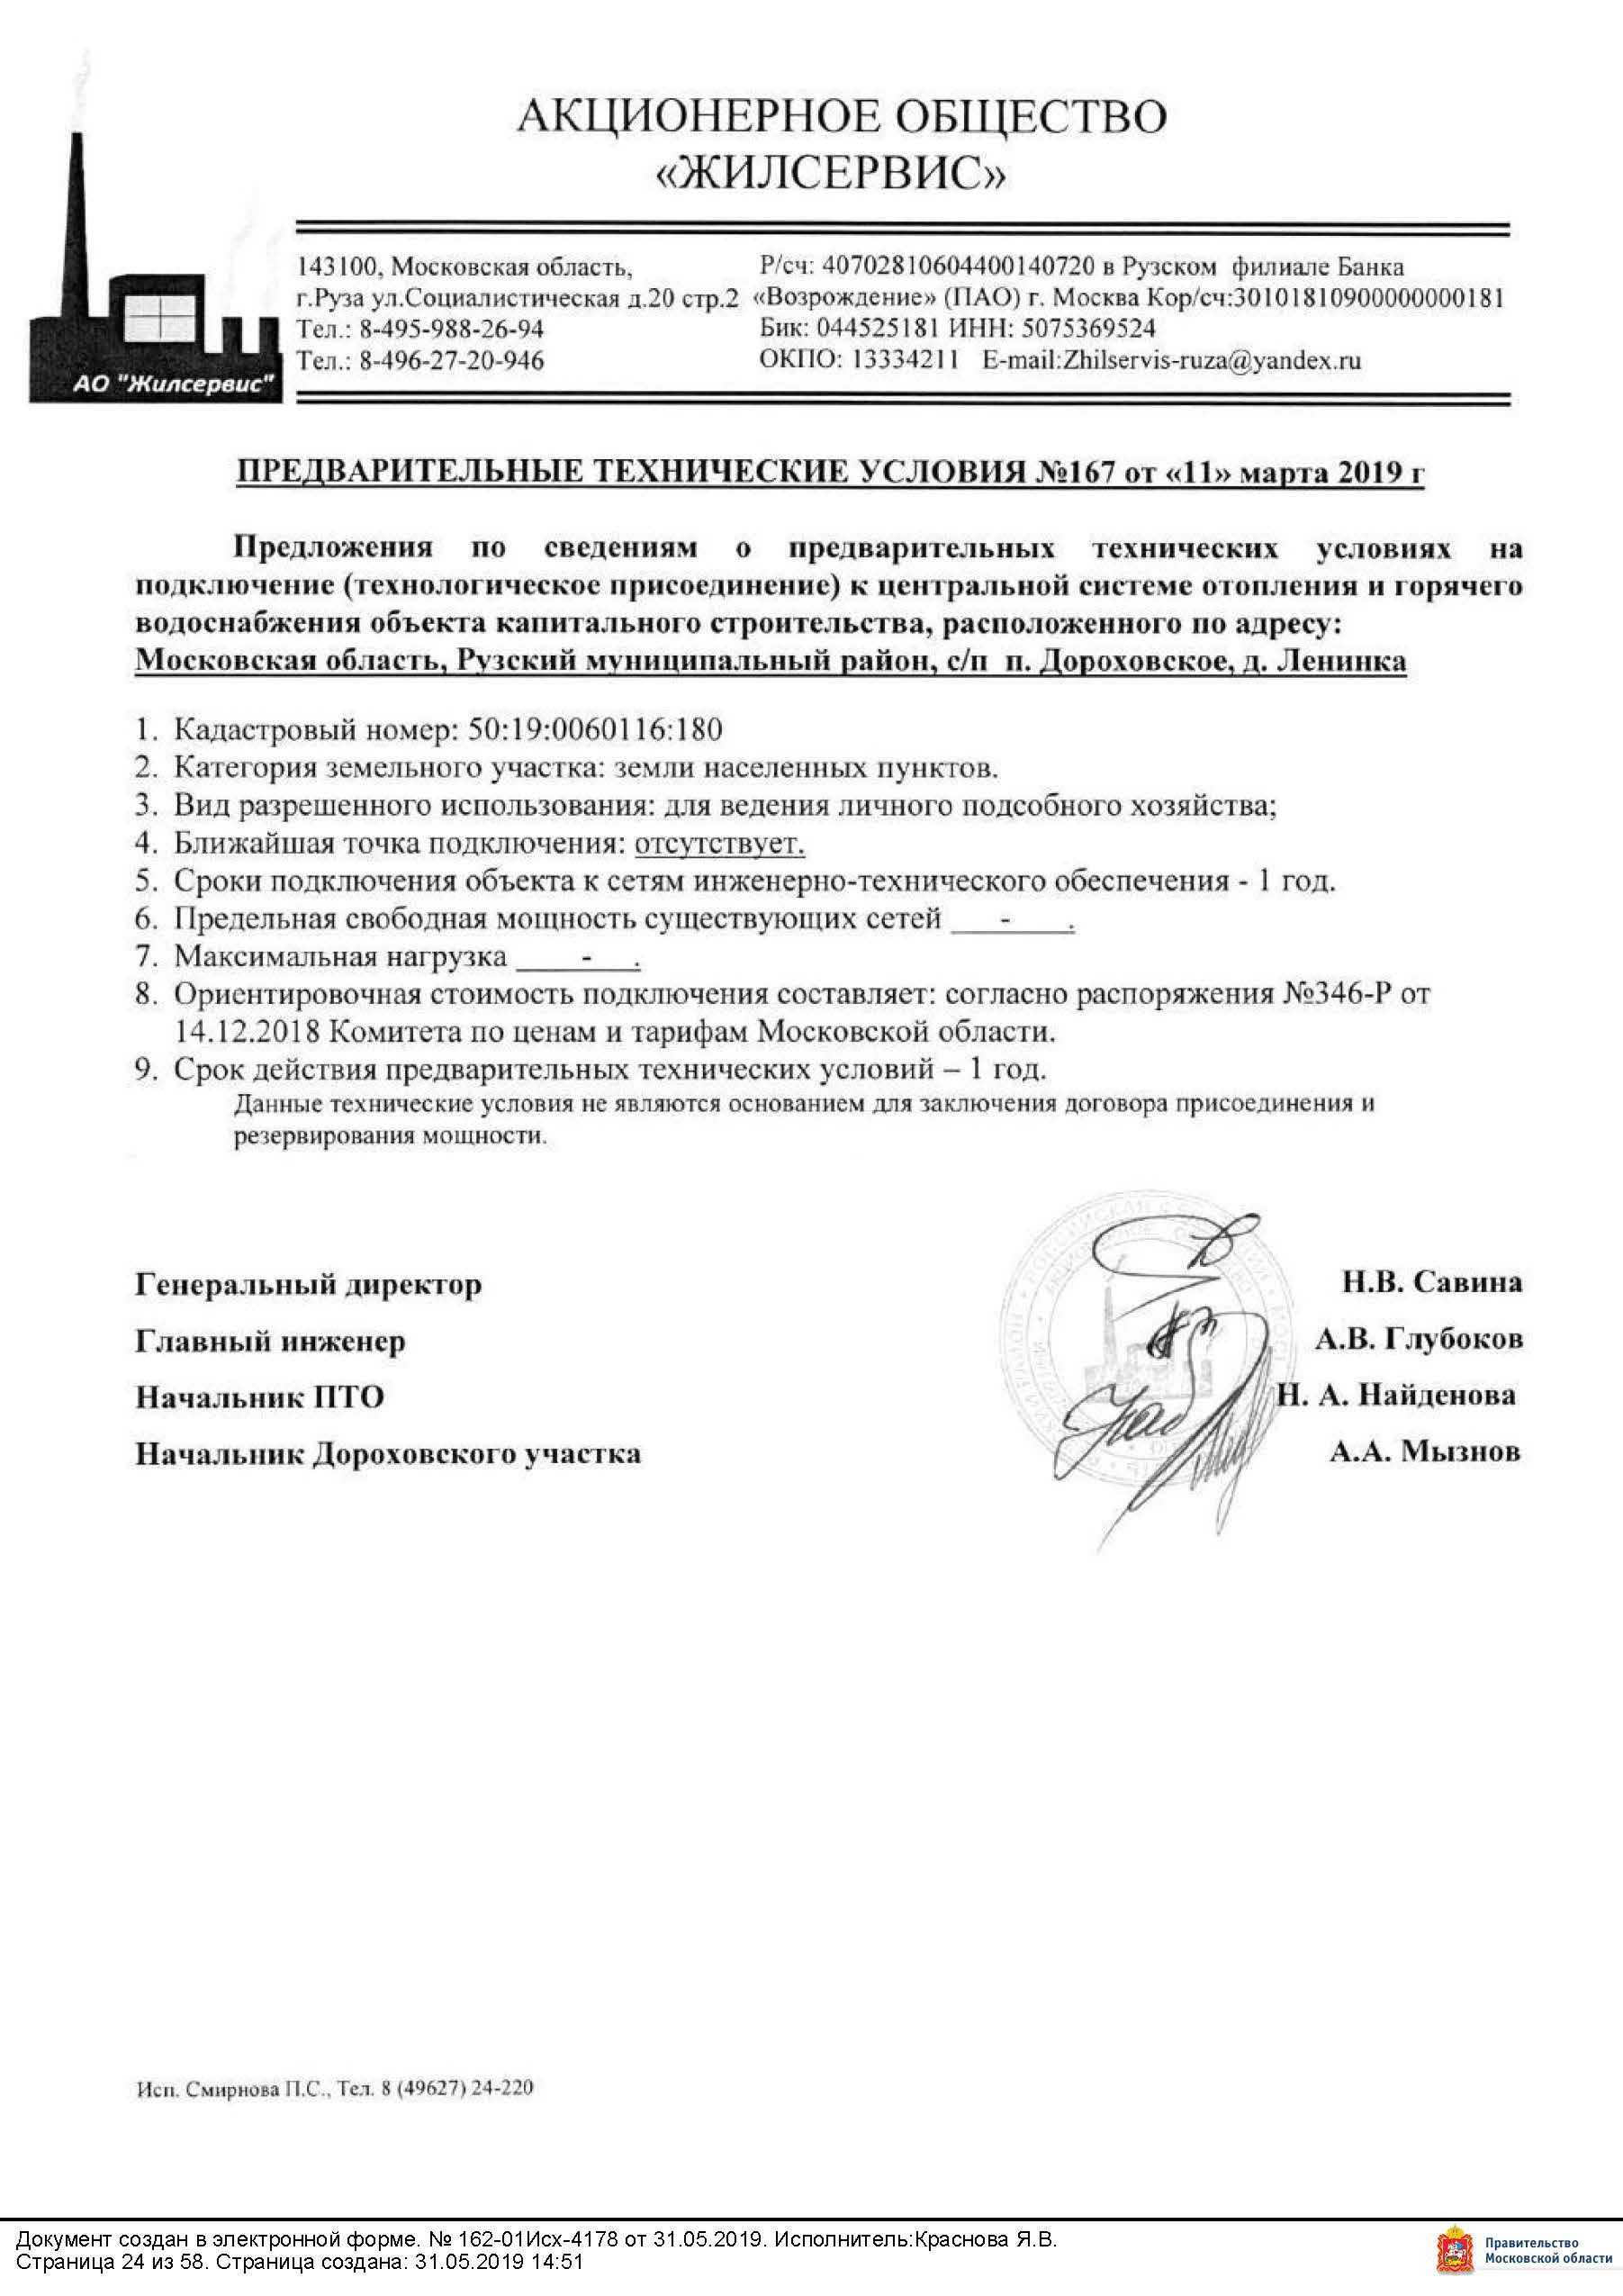 АКЦИОНЕРНОЕ ОБЩЕСТВО
«ЖИЛСЕРВИС»
АО "Жилсервис"
143100, Московская область,
г.Руза ул.Социалистическая д.20 стр.2
Тел.: 8-495-988-26-94
Тел.: 8-496-27-20-946
Р/сч: 40702810604400140720 в Рузском филиале Банка
«Возрождение» (ПАО) г. Москва Кор/сч:30101810900000000181
Бик: 044525181 ИНН: 5075369524
ОКПО: 13334211 E-mail:Zhilservis-ruza@yandex.ru
ПРЕДВАРИТЕЛЬНЫЕ ТЕХНИЧЕСКИЕ УСЛОВИЯ №167 от «11» марта 2019 г
Предложения по сведениям о предварительных технических условиях на
подключение (технологическое присоединение) к центральной системе отопления и горячего
водоснабжения объекта капитального строительства, расположенного по адресу:
Московская область, Рузский муниципальный район, с/п п. Дороховское, д. Ленинка
1. Кадастровый номер: 50:19:0060116:180
2. Категория земельного участка: земли населенных пунктов.
3. Вид разрешенного использования: для ведения личного подсобного хозяйства;
4. Ближайшая точка подключения: отсутствует.
5. Сроки подключения объекта к сетям инженерно-технического обеспечения - 1 год.
6. Предельная свободная мощность существующих сетей ___-____.
7. Максимальная нагрузка ____-___.
8. Ориентировочная стоимость подключения составляет: согласно распоряжения №346-Р от
14.12.2018 Комитета по ценам и тарифам Московской области.
9. Срок действия предварительных технических условий – 1 год.
Данные технические условия не являются основанием для заключения договора присоединения и
резервирования мощности.
Генеральный директор Н.В. Савина
Главный инженер А.В. Глубоков
Начальник ПТО Н. А. Найденова
Начальник Дороховского участка А.А. Мызнов
Исп. Смирнова П.С., Тел. 8 (49627) 24-220
Документ создан в электронной форме. № 162-01Исх-4178 от 31.05.2019. Исполнитель:Краснова Я.В.
Страница 24 из 58. Страница создана: 31.05.2019 14:51
Правительство
Московской области